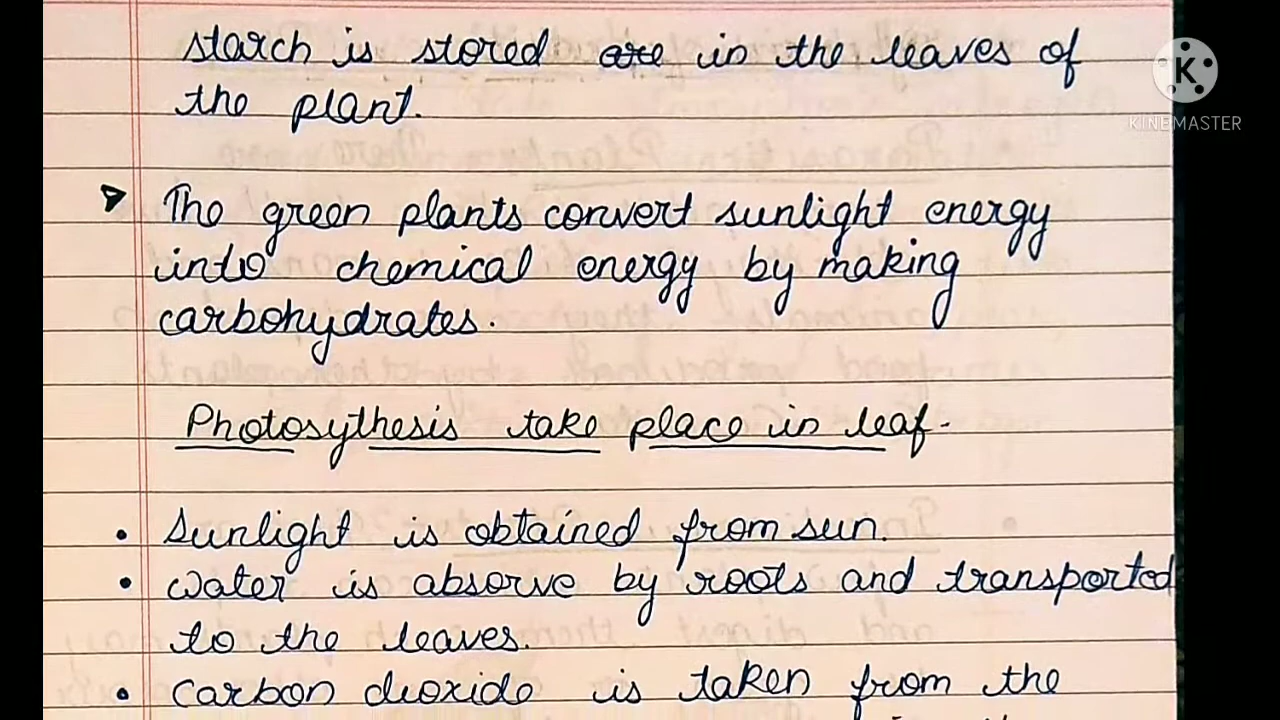 starch is stored are in the leaves of
the plant.
The green plants convert sunlight energy
into chemical energy by making
carbohydrates.
Photosythesis take place in leaf.
• Sunlight is obtained from sun.
• Water is absorve by roots and transported
to the leaves.
• Carbon dioxide is taken from the
K
KINEMASTER